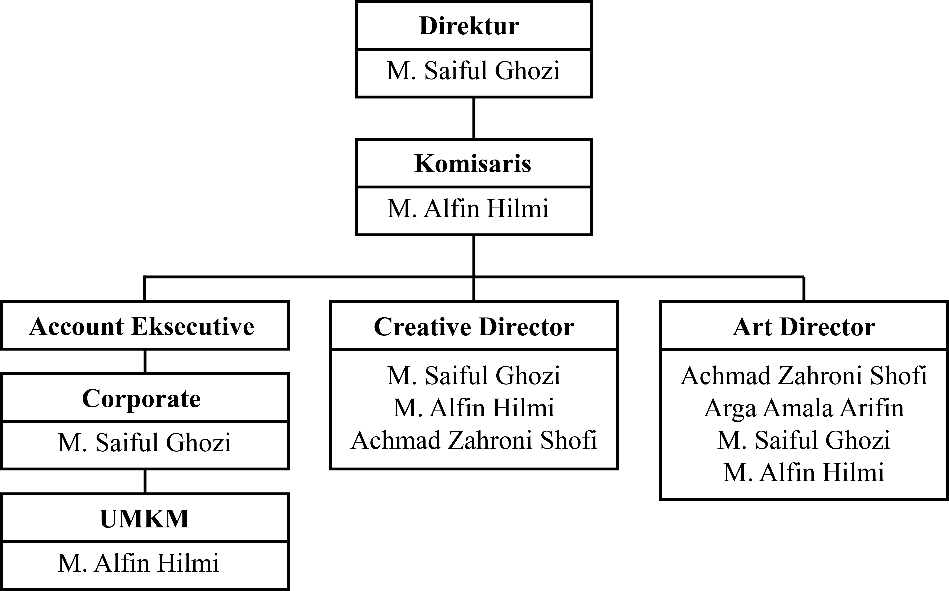 Direktur
M. Saiful Ghozi
Komisaris
M. Alfin Hilmi
Account Eksecutive
Corporate
M. Saiful Ghozi
UMKM
M. Alfin Hilmi
Creative Director
M. Saiful Ghozi
M. Alfin Hilmi
Achmad Zahroni Shofi
Art Director
Achmad Zahroni Shofi
Arga Amala Arifin
M. Saiful Ghozi
M. Alfin Hilmi